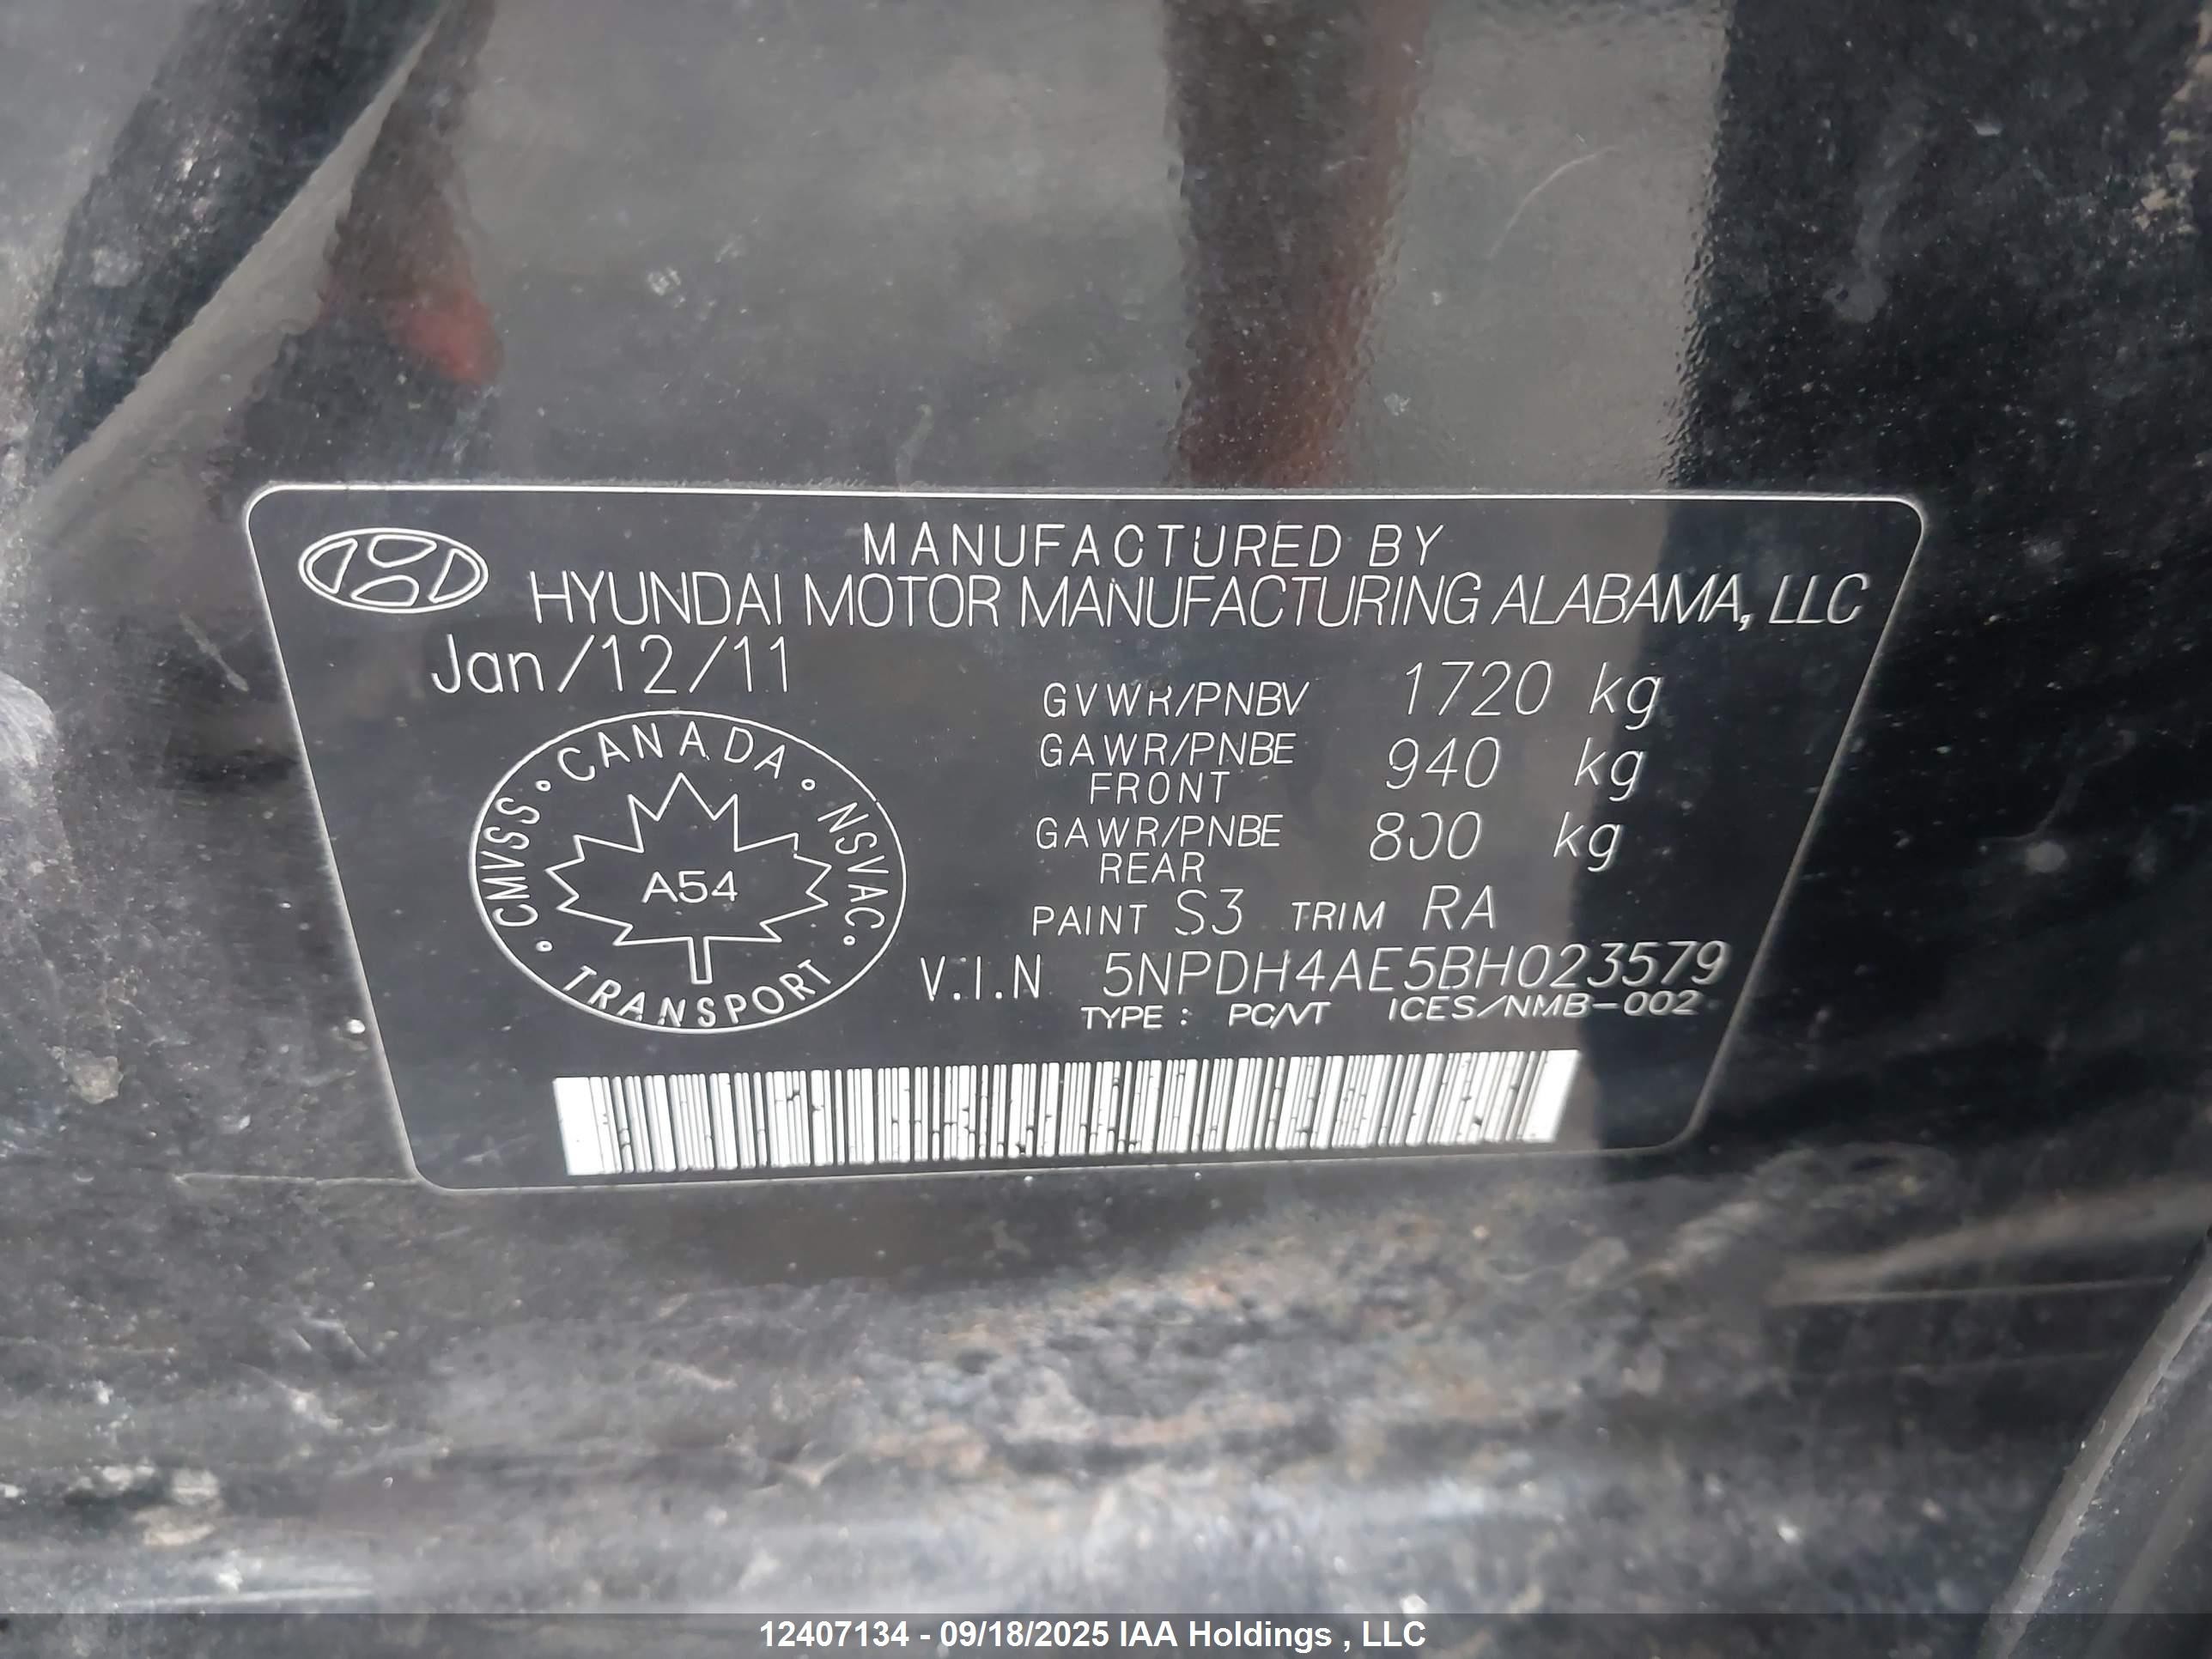 MANUFACTURED BY
HYUNDAI MOTOR MANUFACTURING ALABAMA, LLC
Jan/12/11
GVWR/PNBV 1720 kg
GAWR/PNBE FRONT 940 kg
GAWR/PNBE REAR 800 kg
PAINT S3 TRIM RA
V.I.N 5NPDH4AE5BH023579
TYPE : PC/VT ICES/NMB-002
CANADA · NSVAC · TRANSPORT · CMVSS ·
A54
12407134 - 09/18/2025 IAA Holdings , LLC